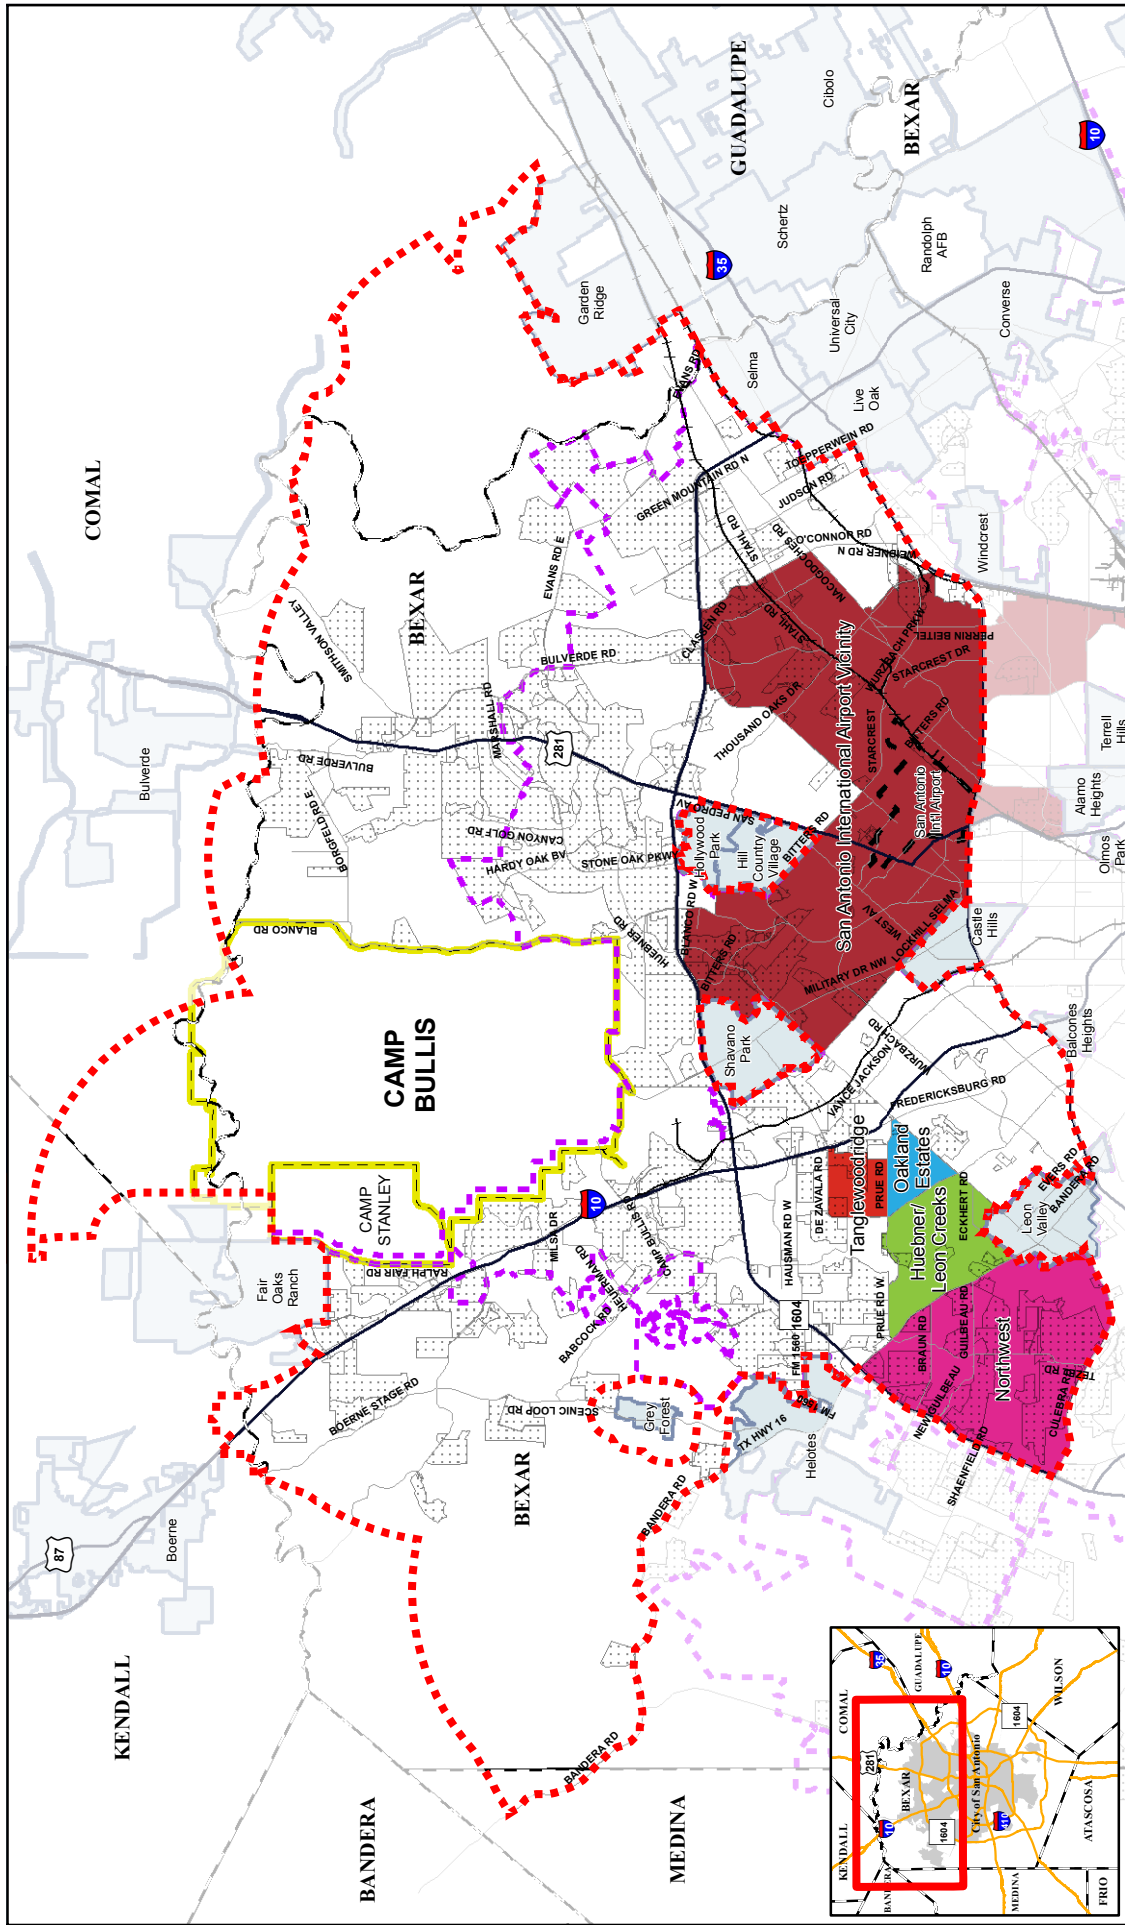 COMAL
KENDALL
87
Boerne
Bulverde
GUADALUPE
Cibolo
BEXAR
10
Schertz
Randolph
AFB
35
Garden
Ridge
Universal
City
Converse
Selma
Live
Oak
EVANS RD
TOEPPERWEIN RD
JUDSON RD
GREEN MOUNTAIN RD N
STAHL RD
O'CONNOR RD
NACOGDOCHES RD
WEIDNER RD N
Windcrest
SMITHSON VALLEY
BEXAR
EVANS RD E
BULVERDE RD
MARSHALL RD
281
BULVERDE RD
BORGFELD RD E
CANYON GOLF RD
HARDY OAK BV
STONE OAK PKWY
BLANCO RD
HUEBNER RD
CLASSEN RD
STAHL RD
THOUSAND OAKS DR
WURZBACH PRKW
PERRIN BEITEL
STARCREST DR
STARCREST
BITTERS RD
San Antonio International Airport Vicinity
San Antonio
Int'l Airport
SAN PEDRO AV
BITTERS RD
Hollywood
Park
Hill
Country
Village
BLANCO RD W
BITTERS RD
WEST AV
LOCKHILL SELMA
MILITARY DR NW
Castle
Hills
Terrell
Hills
Alamo
Heights
Olmos
Park
Balcones
Heights
Shavano
Park
CAMP
BULLIS
CAMP
STANLEY
Fair
Oaks
Ranch
RALPH FAIR RD
MILSA DR
10
HEUERMAN RD
CAMP BULLIS RD
BABCOCK RD
BOERNE STAGE RD
SCENIC LOOP RD
Grey
Forest
BEXAR
BANDERA RD
TX HWY 16
Helotes
FM 1560
FM 1560
1604
HAUSMAN RD W
DE ZAVALA RD
VANCE JACKSON
WURZBACH RD
FREDERICKSBURG RD
Tanglewoodridge
PRUE RD
Oakland
Estates
Huebner/
Leon Creeks
ECKHERT RD
PRUE RD W
Leon
Valley
EVERS RD
BANDERA RD
BRAUN RD
GUILBEAU RD
NEW GUILBEAU
Northwest
TEZEL RD
CULEBRA RD
SHAENFIELD RD
BANDERA RD
BANDERA
MEDINA
KENDALL
COMAL
BANDERA
BEXAR
281
10
35
GUADALUPE
10
1604
1604
City of San Antonio
WILSON
MEDINA
ATASCOSA
FRIO